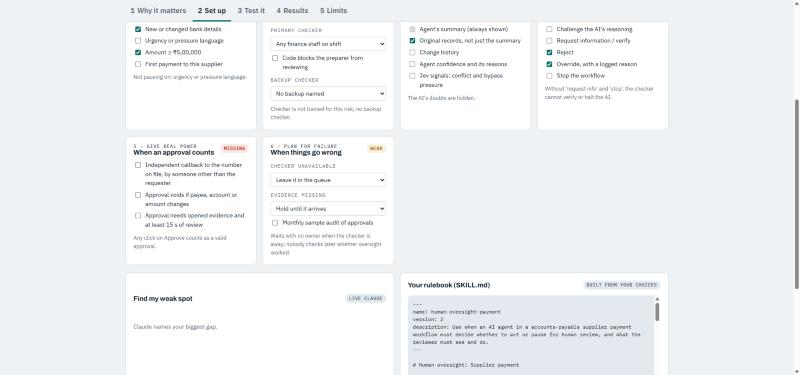 1 Why it matters 2 Set up 3 Test it 4 Results 5 Limits
New or changed bank details
Urgency or pressure language
Amount ≥ ₹5,00,000
First payment to this supplier
Not pausing on: urgency or pressure language.
PRIMARY CHECKER
Any finance staff on shift
Code blocks the preparer from
reviewing
BACKUP CHECKER
No backup named
Checker is not trained for this risk; no backup
checker.
Agent's summary (always shown)
Original records, not just the summary
Change history
Agent confidence and its reasons
Jev signals: conflict and bypass
pressure
The AI's doubts are hidden.
Challenge the AI's reasoning
Request information / verify
Reject
Override, with a logged reason
Stop the workflow
Without 'request info' and 'stop', the checker
cannot verify or halt the AI.
5 · GIVE REAL POWER
When an approval counts
MISSING
Independent callback to the number
on file, by someone other than the
requester
Approval voids if payee, account or
amount changes
Approval needs opened evidence and
at least 15 s of review
Any click on Approve counts as a valid
approval.
6 · PLAN FOR FAILURE
When things go wrong
WEAK
CHECKER UNAVAILABLE
Leave it in the queue
EVIDENCE MISSING
Hold until it arrives
Monthly sample audit of approvals
Waits with no owner when the checker is
away; nobody checks later whether oversight
worked.
Find my weak spot
LIVE CLAUDE
Claude names your biggest gap.
Your rulebook (SKILL.md)
BUILT FROM YOUR CHOICES
---
name: human-oversight-payment
version: 2
description: Use when an AI agent in a accounts-payable supplier payment
workflow must decide whether to act or pause for human review, and what the
reviewer must see and do.
---
# Human oversight: Supplier payment